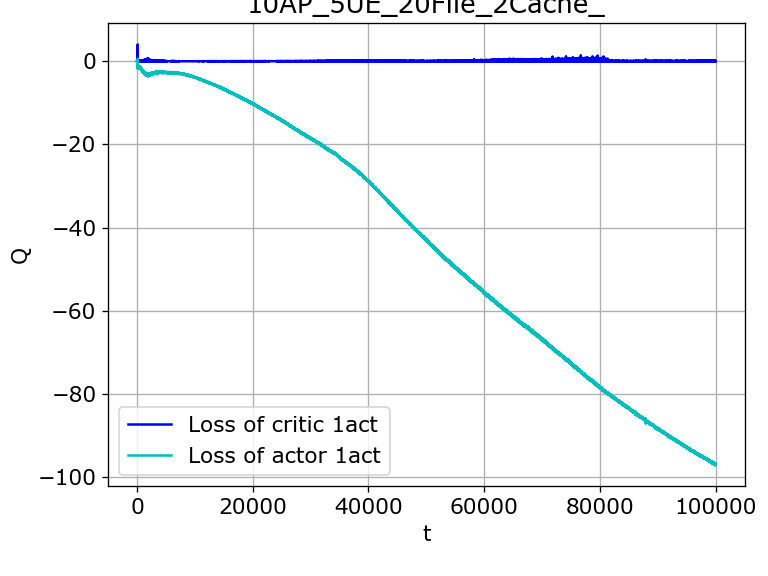 10AP_5UE_20File_2Cache_
0
−20
−40
−60
−80
−100
Q
Loss of critic 1act
Loss of actor 1act
0 20000 40000 60000 80000 100000
t